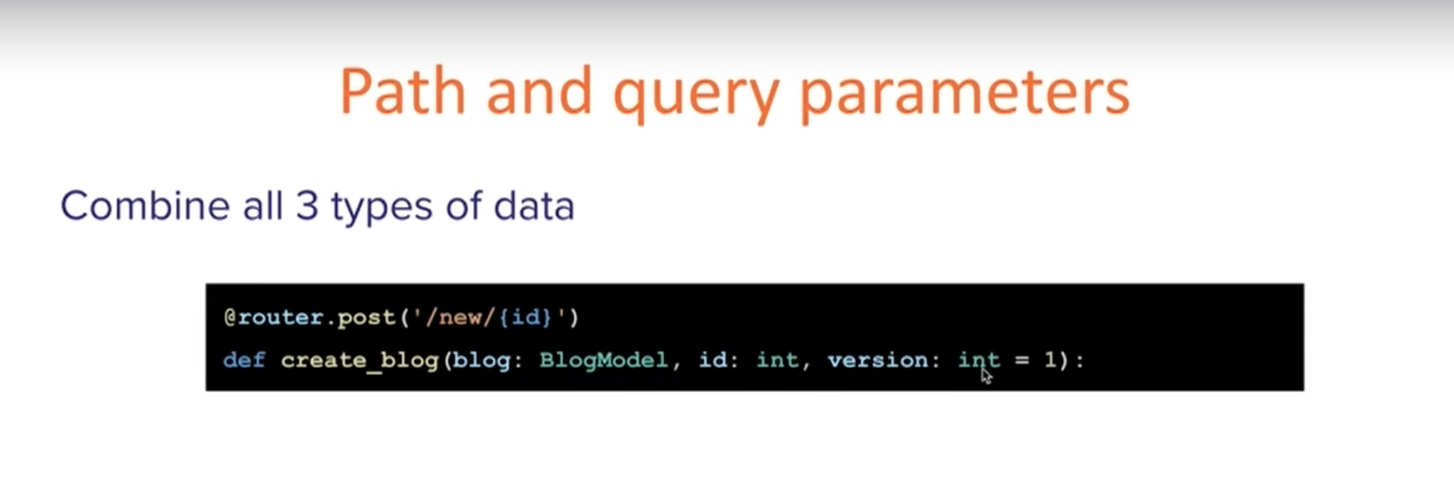 Path and query parameters
Combine all 3 types of data
@router.post('/new/{id}')
def create_blog(blog: BlogModel, id: int, version: int = 1):